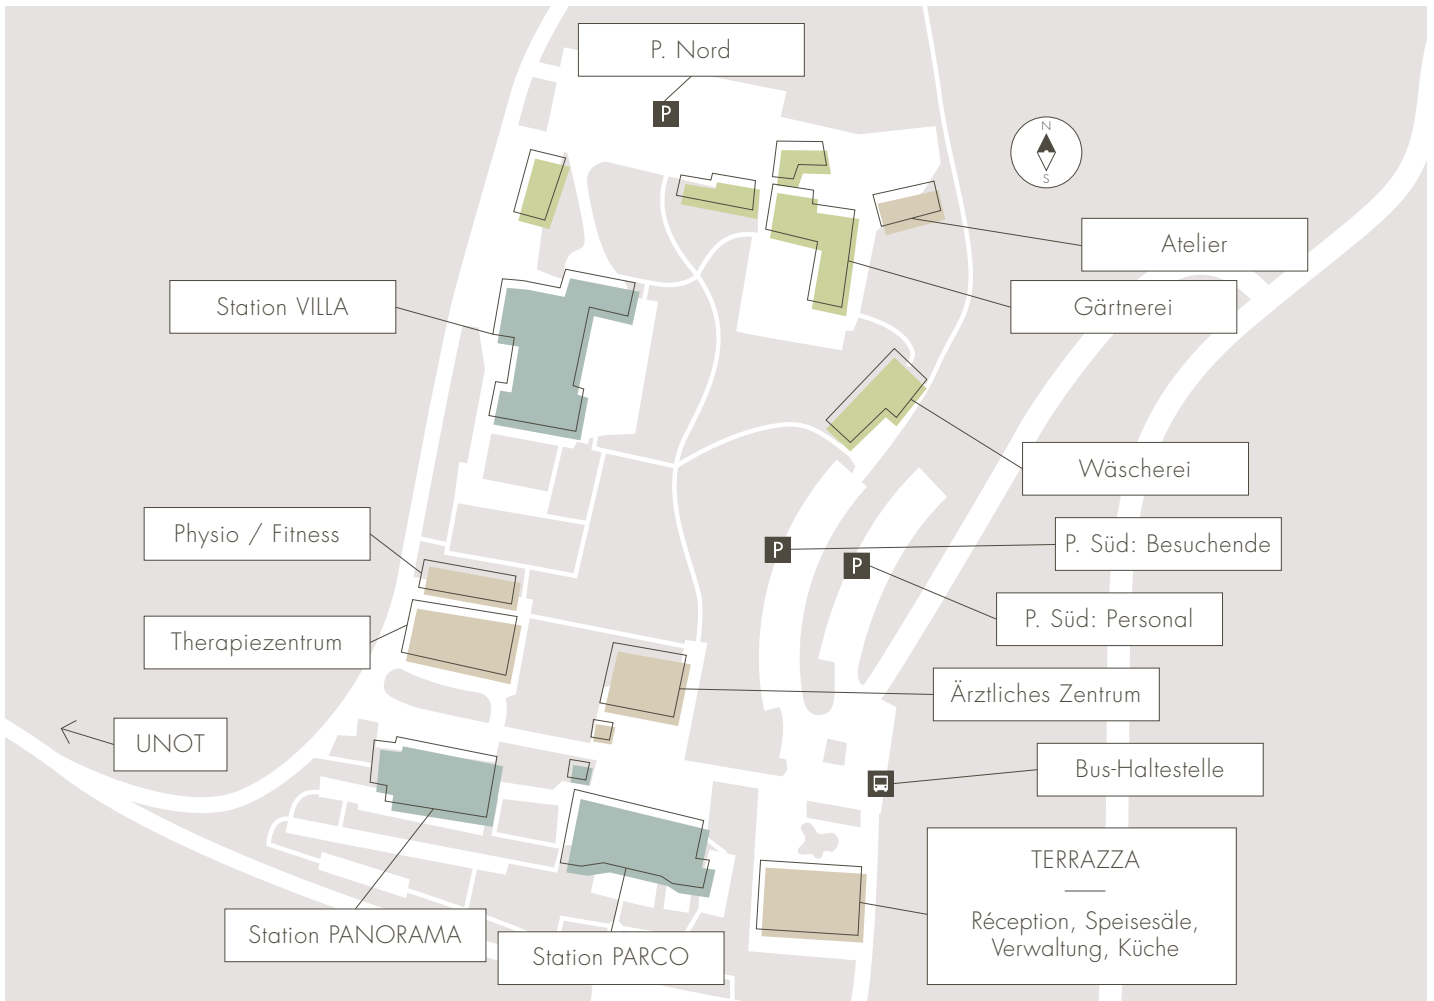 P. Nord
P
N
S
Atelier
Gärtnerei
Station VILLA
Wäscherei
Physio / Fitness
P
P. Süd: Besuchende
P
P. Süd: Personal
Therapiezentrum
Ärztliches Zentrum
UNOT
Bus-Haltestelle
TERRAZZA
Réception, Speisesäle,
Verwaltung, Küche
Station PANORAMA
Station PARCO